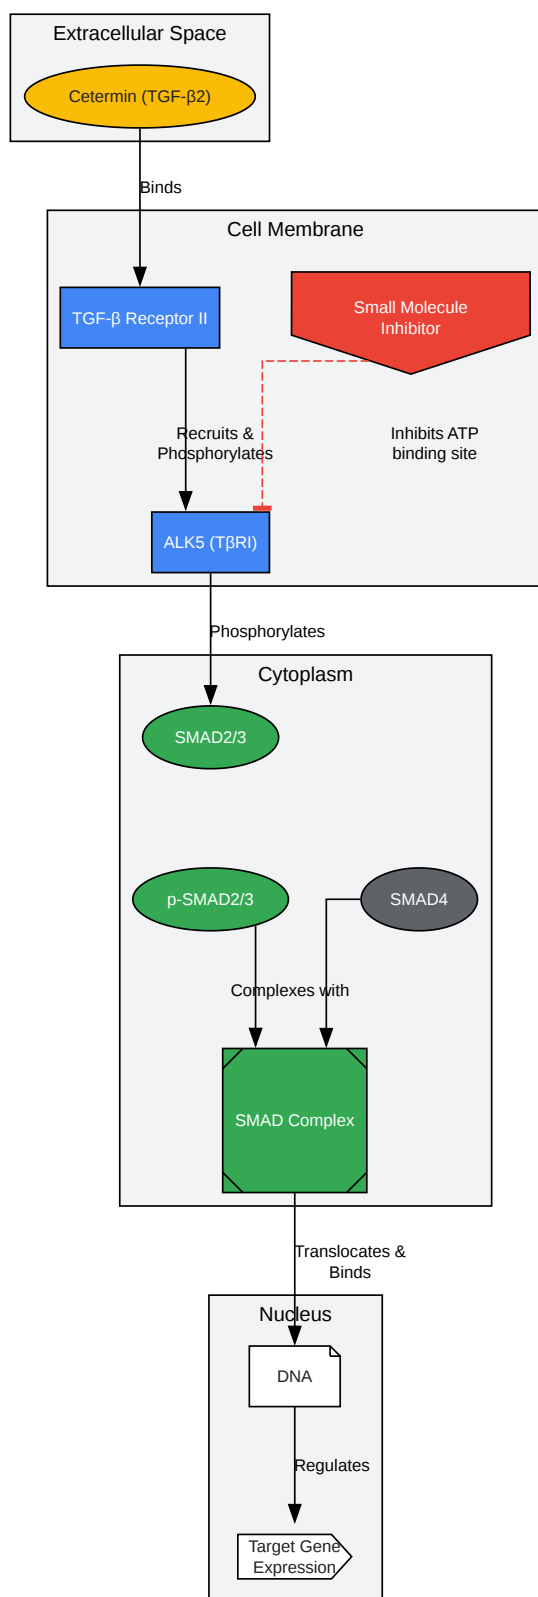 Extracellular Space
Cetermin (TGF-β2)
Binds
Cell Membrane
TGF-β Receptor II
Small Molecule
Inhibitor
Recruits &
Phosphorylates
Inhibits ATP
binding site
ALK5 (TβRI)
Phosphorylates
Cytoplasm
SMAD2/3
p-SMAD2/3
SMAD4
Complexes with
SMAD Complex
Translocates &
Binds
Nucleus
DNA
Regulates
Target Gene
Expression